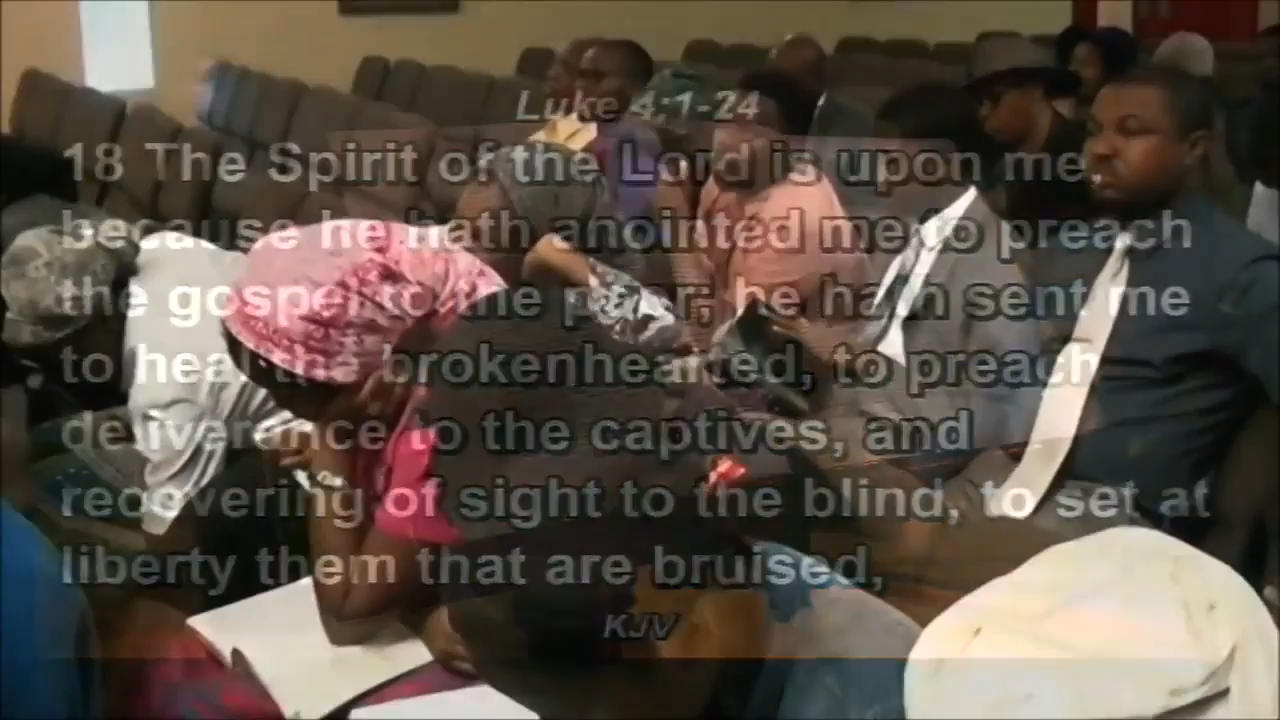 Luke 4:1-24
18 The Spirit of the Lord is upon me
because he hath anointed me to preach
the gospel to the poor; he hath sent me
to heal the brokenhearted, to preach
deliverance to the captives, and
recovering of sight to the blind, to set at
liberty them that are bruised,
KJV